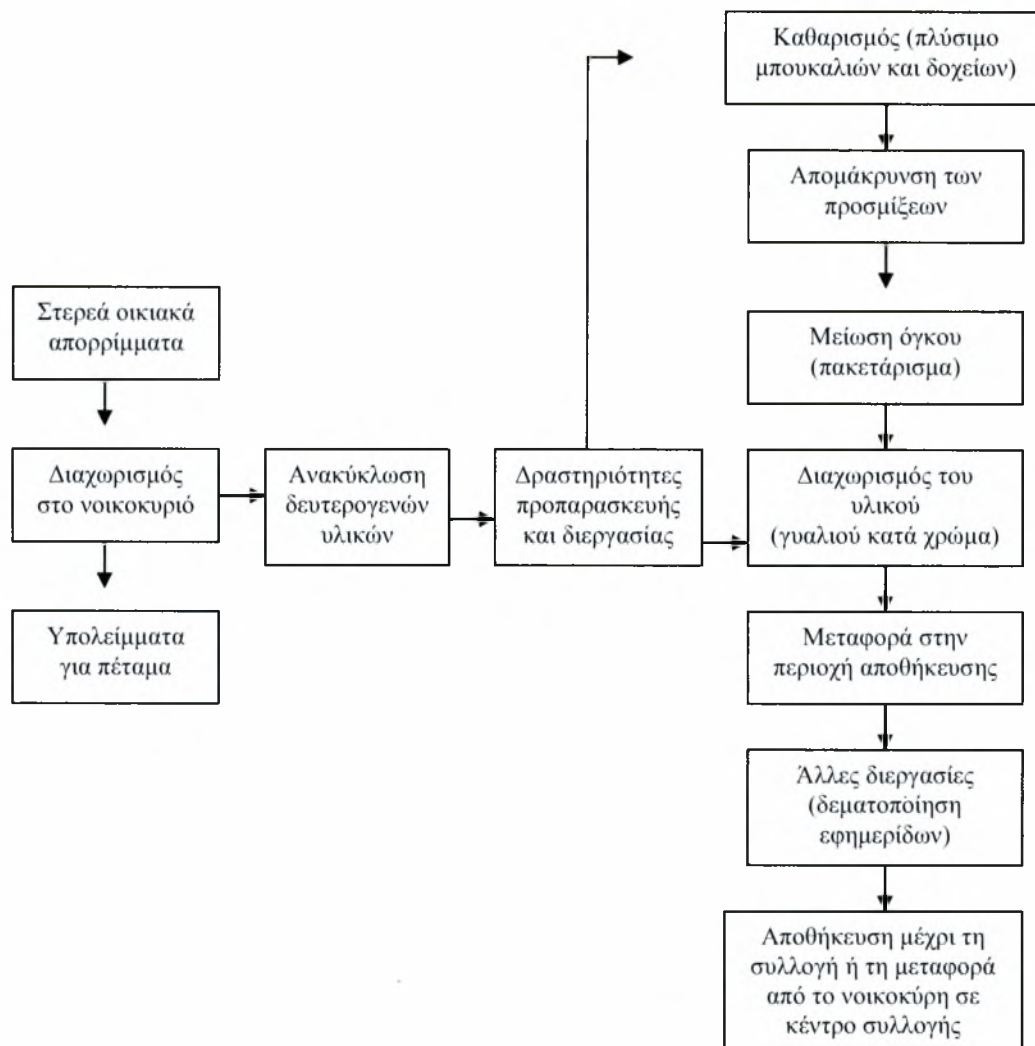 Καθαρισμός (πλύσιμο
μπουκαλιών και δοχείων)
Απομάκρυνση των
προσμίξεων
Στερεά οικιακά
απορρίμματα
Μείωση όγκου
(πακετάρισμα)
Διαχωρισμός
στο νοικοκυριό
Ανακύκλωση
δευτερογενών
υλικών
Δραστηριότητες
προπαρασκευής
και διεργασίας
Διαχωρισμός του
υλικού
(γυαλιού κατά χρώμα)
Υπολείμματα
για πέταμα
Μεταφορά στην
περιοχή αποθήκευσης
Άλλες διεργασίες
(δεματοποίηση
εφημερίδων)
Αποθήκευση μέχρι τη
συλλογή ή τη μεταφορά
από το νοικοκύρη σε
κέντρο συλλογής